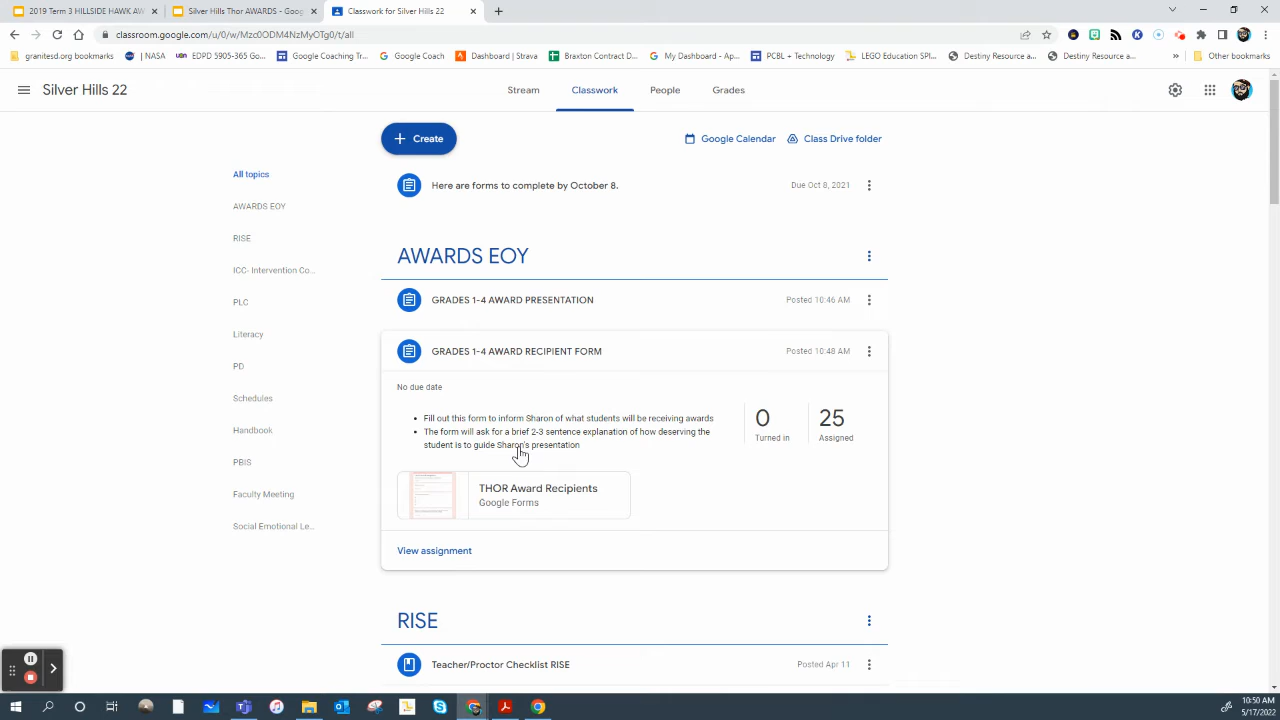 2019 Term 3 HILLSIDE HAWK AW
Silver Hills Thor AWARDS - Goog
Classwork for Silver Hills 22
classroom.google.com/u/0/w/Mzc0ODM4NzMyOTg0/t/all
granitesd.org bookmarks
| NASA
EDPD 5905-365 Go...
Google Coaching Tr...
Google Coach
Dashboard | Strava
Braxton Contract D...
My Dashboard - Ap...
PCBL + Technology
LEGO Education SPI...
Destiny Resource a...
Destiny Resource a...
»
Other bookmarks
Silver Hills 22
Stream
Classwork
People
Grades
+ Create
Google Calendar
Class Drive folder
All topics
AWARDS EOY
RISE
ICC- Intervention Co...
PLC
Literacy
PD
Schedules
Handbook
PBIS
Faculty Meeting
Social Emotional Le...
Here are forms to complete by October 8.
Due Oct 8, 2021
AWARDS EOY
GRADES 1-4 AWARD PRESENTATION
Posted 10:46 AM
GRADES 1-4 AWARD RECIPIENT FORM
Posted 10:48 AM
No due date
• Fill out this form to inform Sharon of what students will be receiving awards
• The form will ask for a brief 2-3 sentence explanation of how deserving the
student is to guide Sharon's presentation
0
Turned in
25
Assigned
THOR Award Recipients
Google Forms
View assignment
RISE
Teacher/Proctor Checklist RISE
Posted Apr 11
10:50 AM
5/17/2022